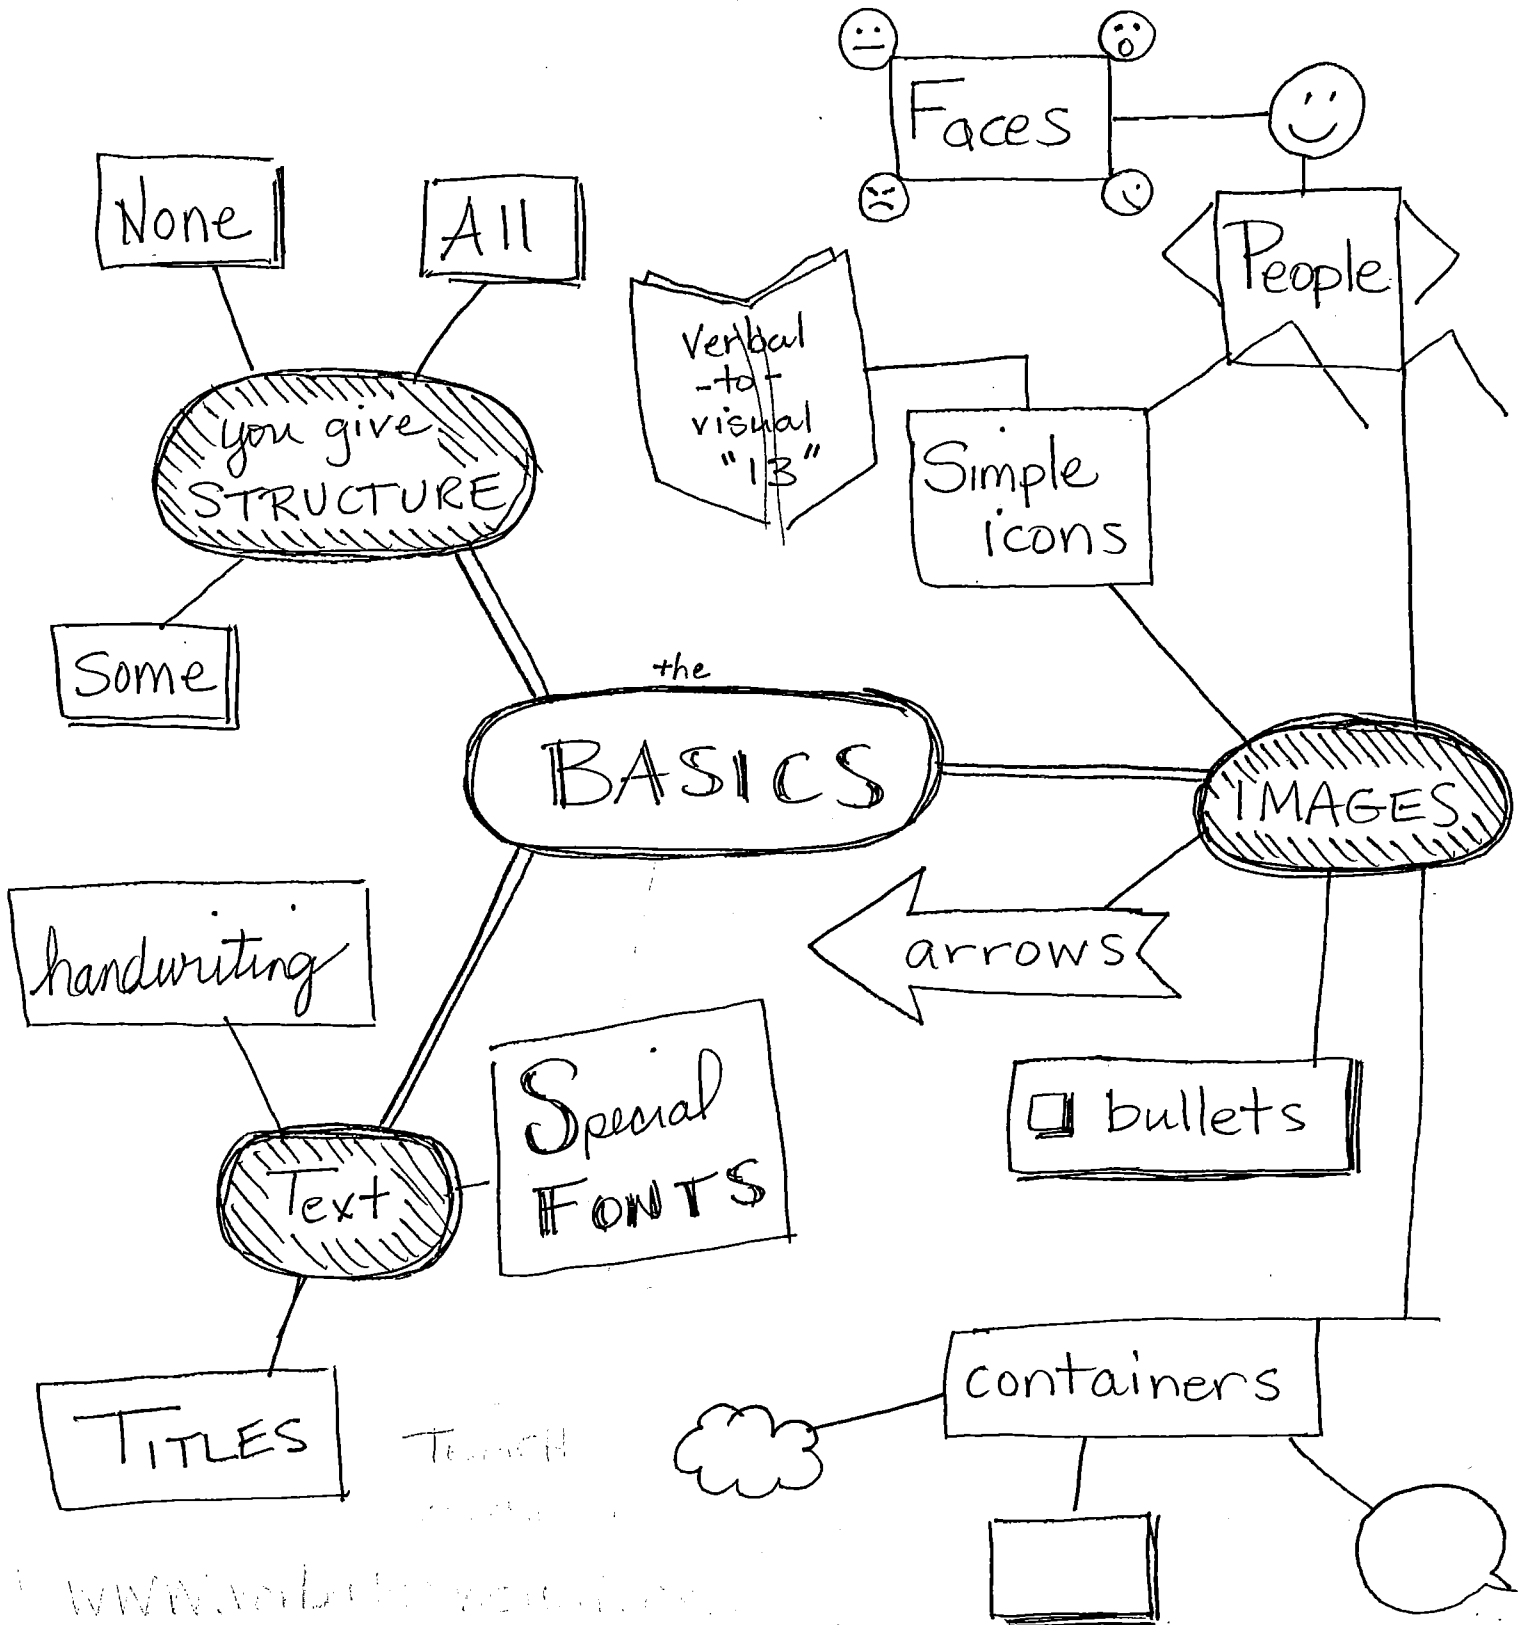 Faces
None
All
People
Verbal
-to-
visual
"13"
you give
STRUCTURE
Simple
icons
Some
the
BASICS
IMAGES
handwriting
arrows
Special
FONTS
bullets
Text
containers
TITLES